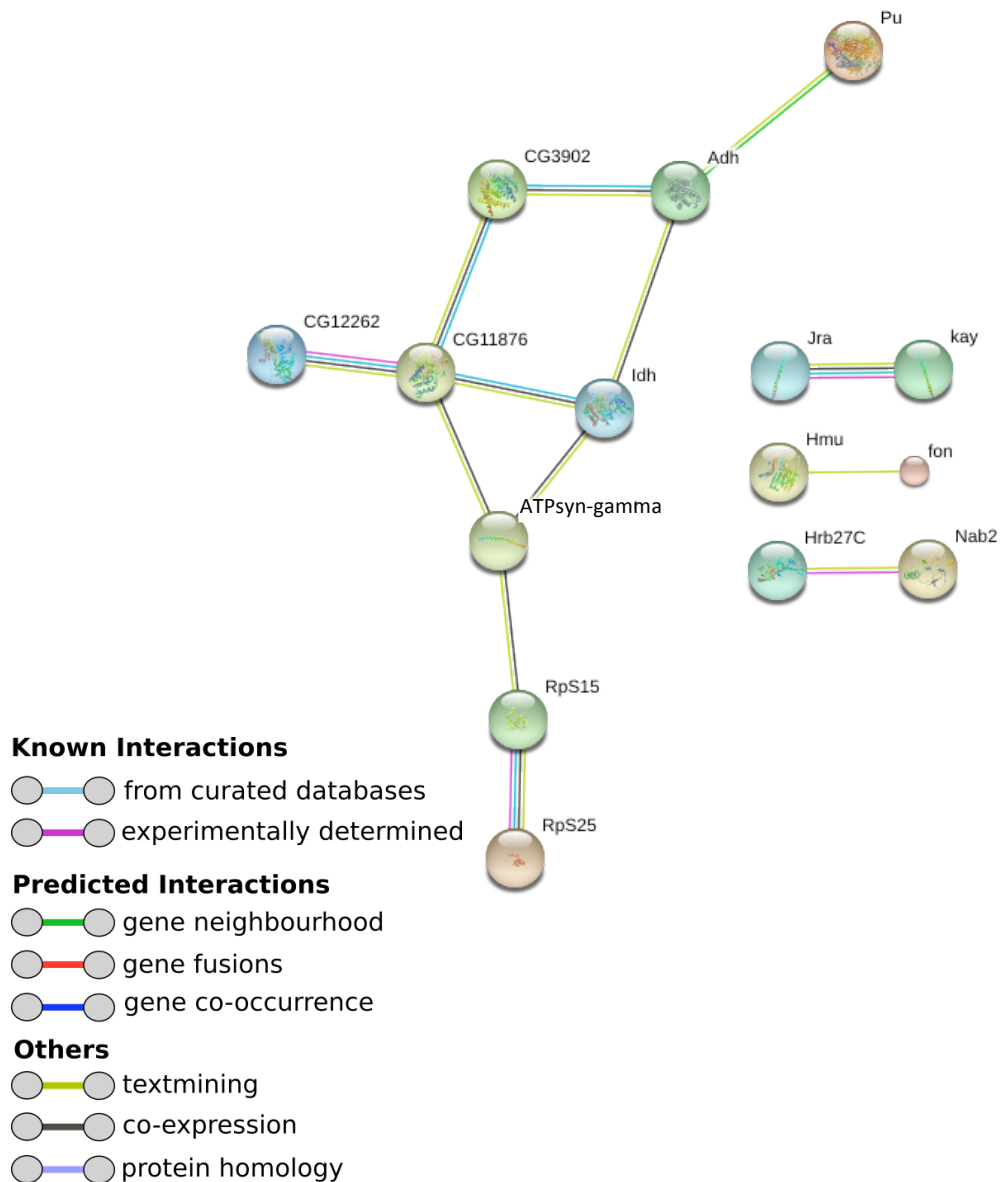 Pu
CG3902
Adh
CG12262
CG11876
Idh
Jra
kay
Hmu
fon
ATPsyn-gamma
Hrb27C
Nab2
RpS15
RpS25
Known Interactions
from curated databases
experimentally determined
Predicted Interactions
gene neighbourhood
gene fusions
gene co-occurrence
Others
textmining
co-expression
protein homology